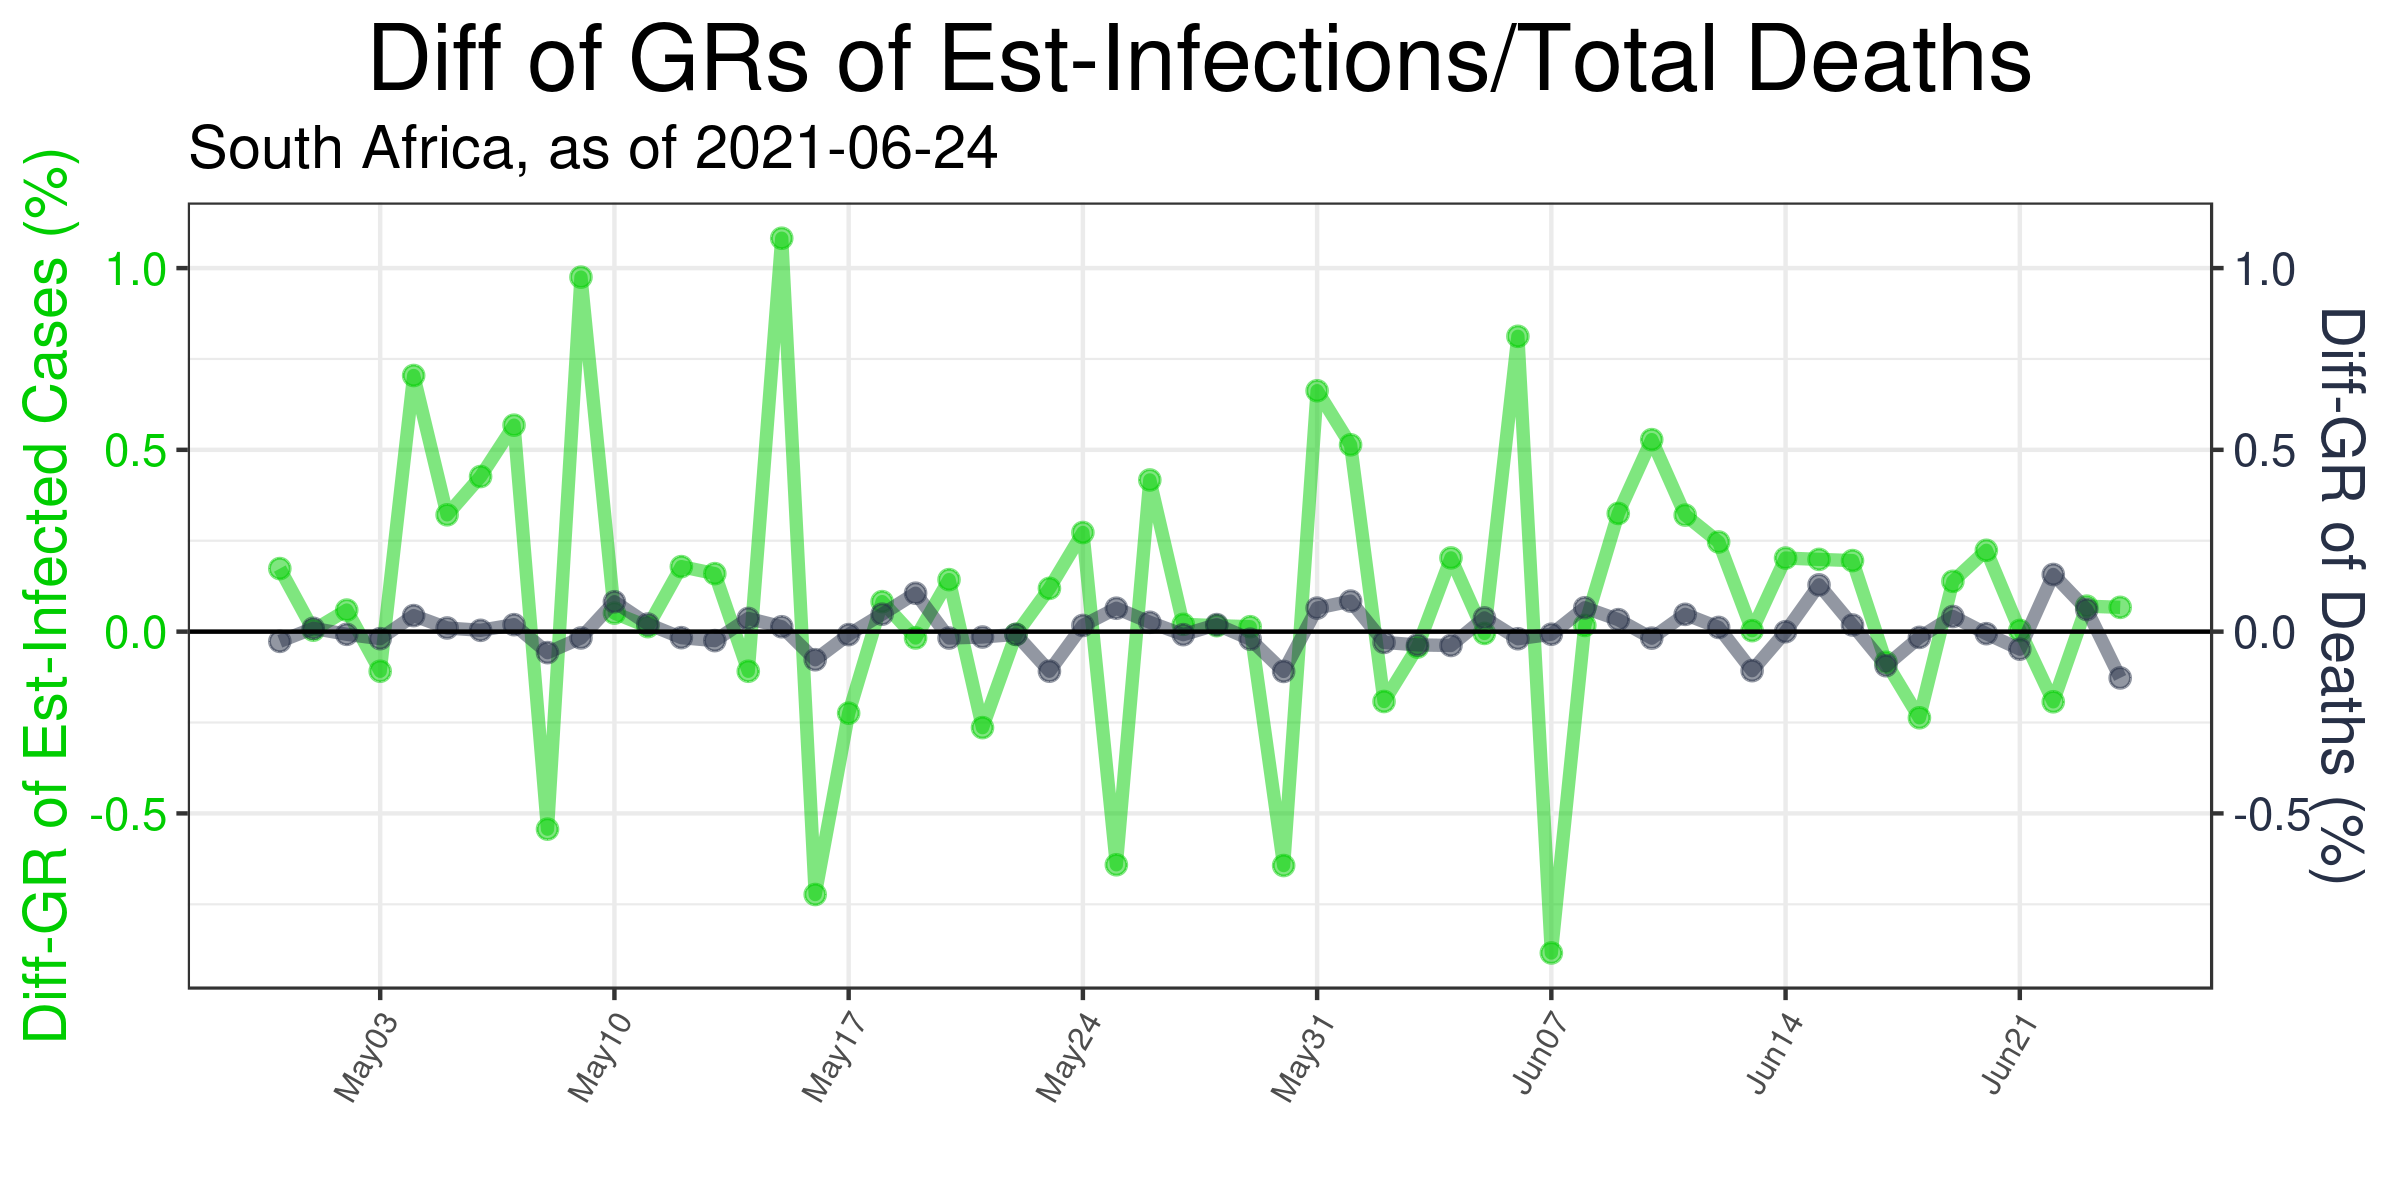 Diff of GRs of Est-Infections/Total Deaths
South Africa, as of 2021-06-24
Diff-GR of Est-Infected Cases (%)
1.0
0.5
0.0
-0.5
1.0
0.5
0.0
-0.5
Diff-GR of Deaths (%)
May03
May10
May17
May24
May31
Jun07
Jun14
Jun21